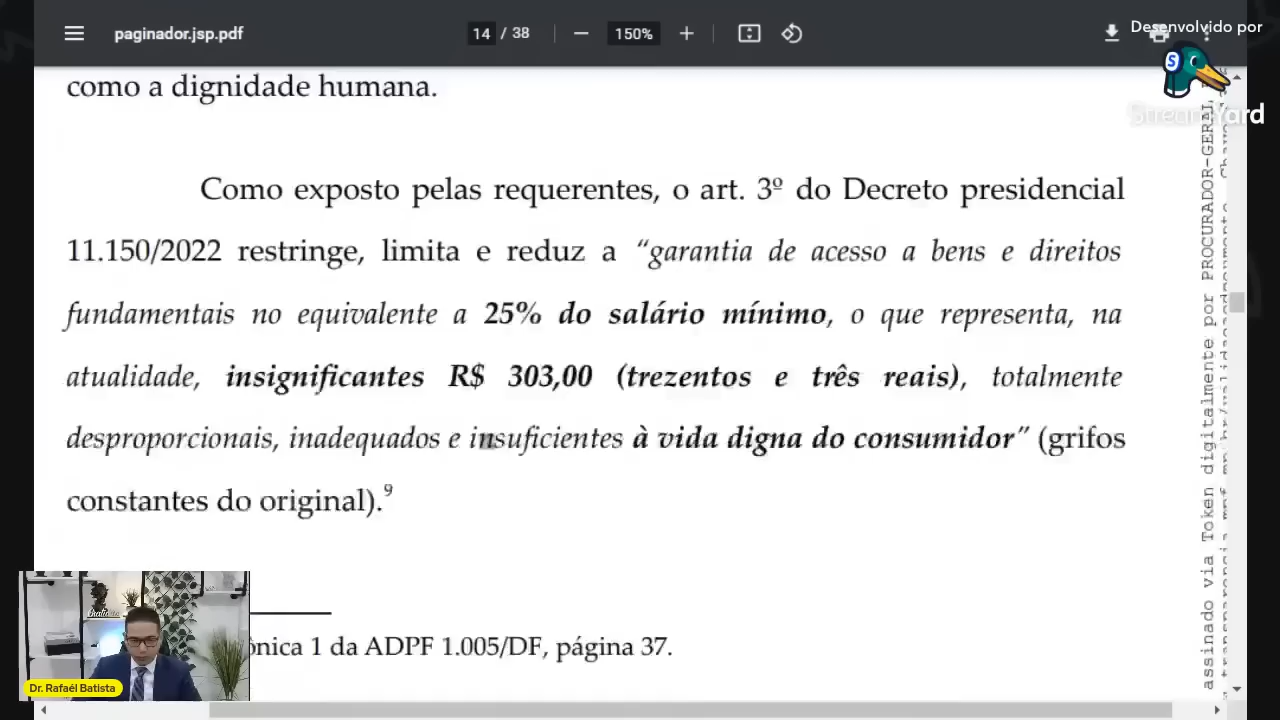 paginador.jsp.pdf
14 / 38
150%
Desenvolvido por
StreamYard
como a dignidade humana.
Como exposto pelas requerentes, o art. 3º do Decreto presidencial
11.150/2022 restringe, limita e reduz a “garantia de acesso a bens e direitos
fundamentais no equivalente a 25% do salário mínimo, o que representa, na
atualidade, insignificantes R$ 303,00 (trezentos e três reais), totalmente
desproporcionais, inadequados e insuficientes à vida digna do consumidor” (grifos
constantes do original).⁹
ônica 1 da ADPF 1.005/DF, página 37.
assinado via Token digitalmente por PROCURADOR-GERAL
Dr. Rafaél Batista